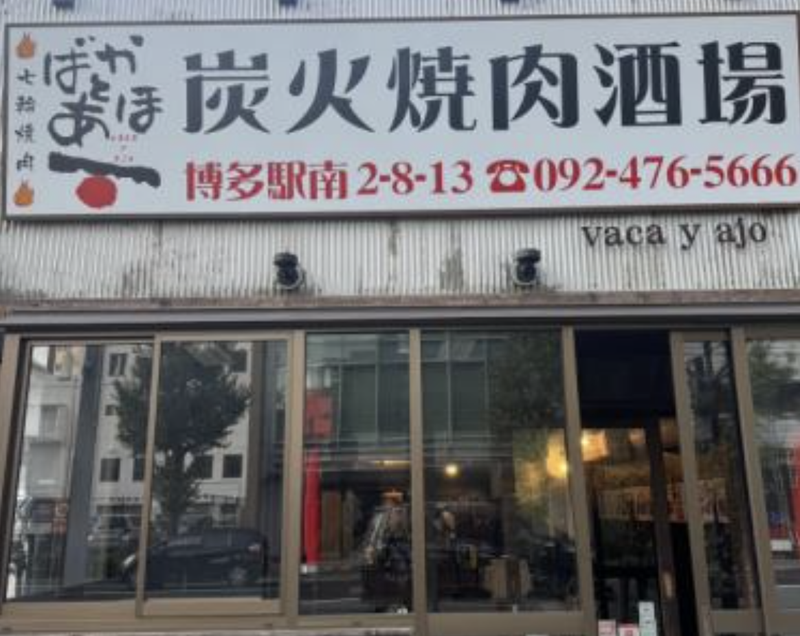 七輪焼肉
ばかとあほ
炭火焼肉酒場
博多駅南 2-8-13 ☎092-476-5666
vaca y ajo